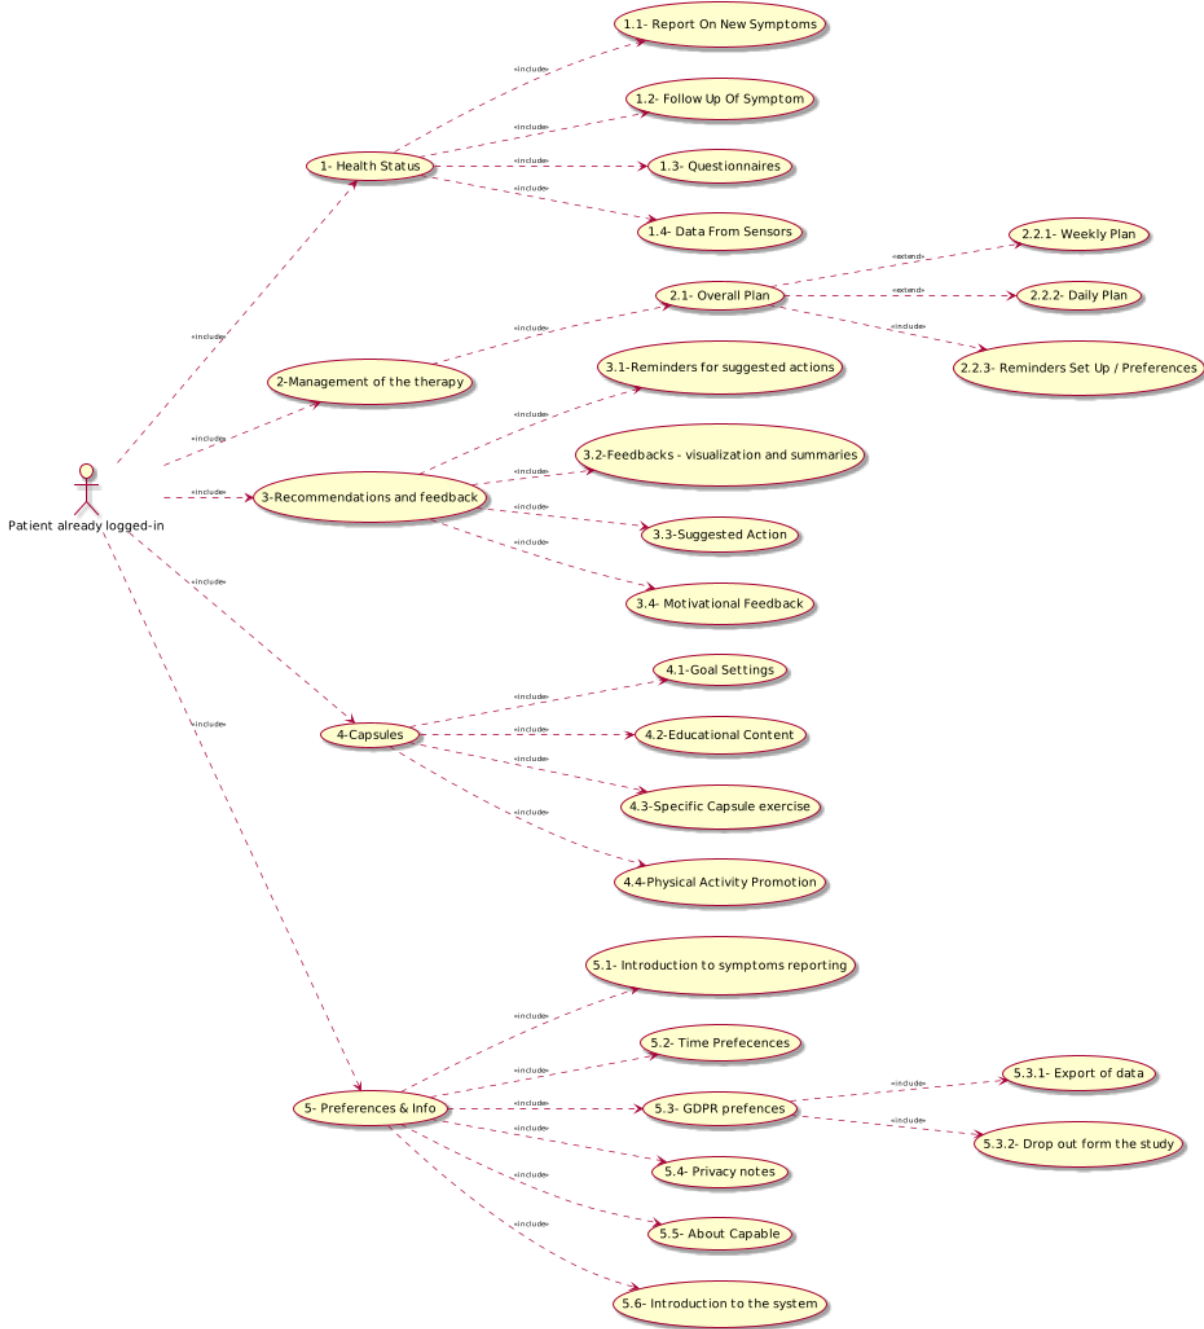 1.1- Report On New Symptoms
«include»
1.2- Follow Up Of Symptom
«include»
1- Health Status
«include»
1.3- Questionnaires
«include»
1.4- Data From Sensors
2.2.1- Weekly Plan
«extend»
2.1- Overall Plan
«extend»
2.2.2- Daily Plan
«include»
«include»
«include»
2.2.3- Reminders Set Up / Preferences
3.1-Reminders for suggested actions
2-Management of the therapy
«include»
«include»
3.2-Feedbacks - visualization and summaries
«include»
Patient already logged-in
«include»
3-Recommendations and feedback
«include»
3.3-Suggested Action
«include»
3.4- Motivational Feedback
«include»
4.1-Goal Settings
«include»
«include»
4-Capsules
«include»
4.2-Educational Content
«include»
4.3-Specific Capsule exercise
«include»
4.4-Physical Activity Promotion
5.1- Introduction to symptoms reporting
«include»
5.2- Time Prefecences
«include»
5- Preferences & Info
«include»
5.3- GDPR prefences
«include»
5.3.1- Export of data
«include»
5.3.2- Drop out form the study
«include»
5.4- Privacy notes
«include»
5.5- About Capable
«include»
5.6- Introduction to the system